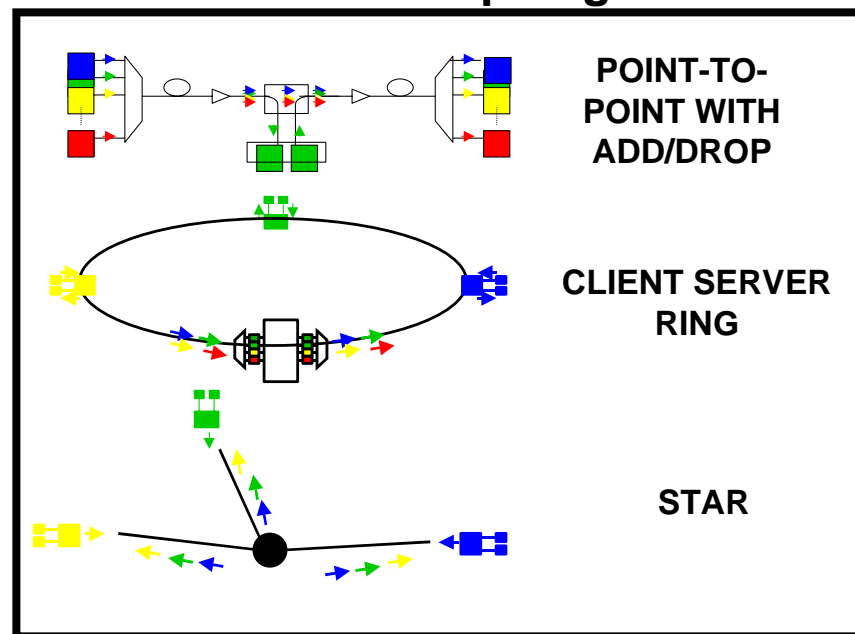 POINT-TO-
POINT WITH
ADD/DROP
CLIENT SERVER
RING
STAR